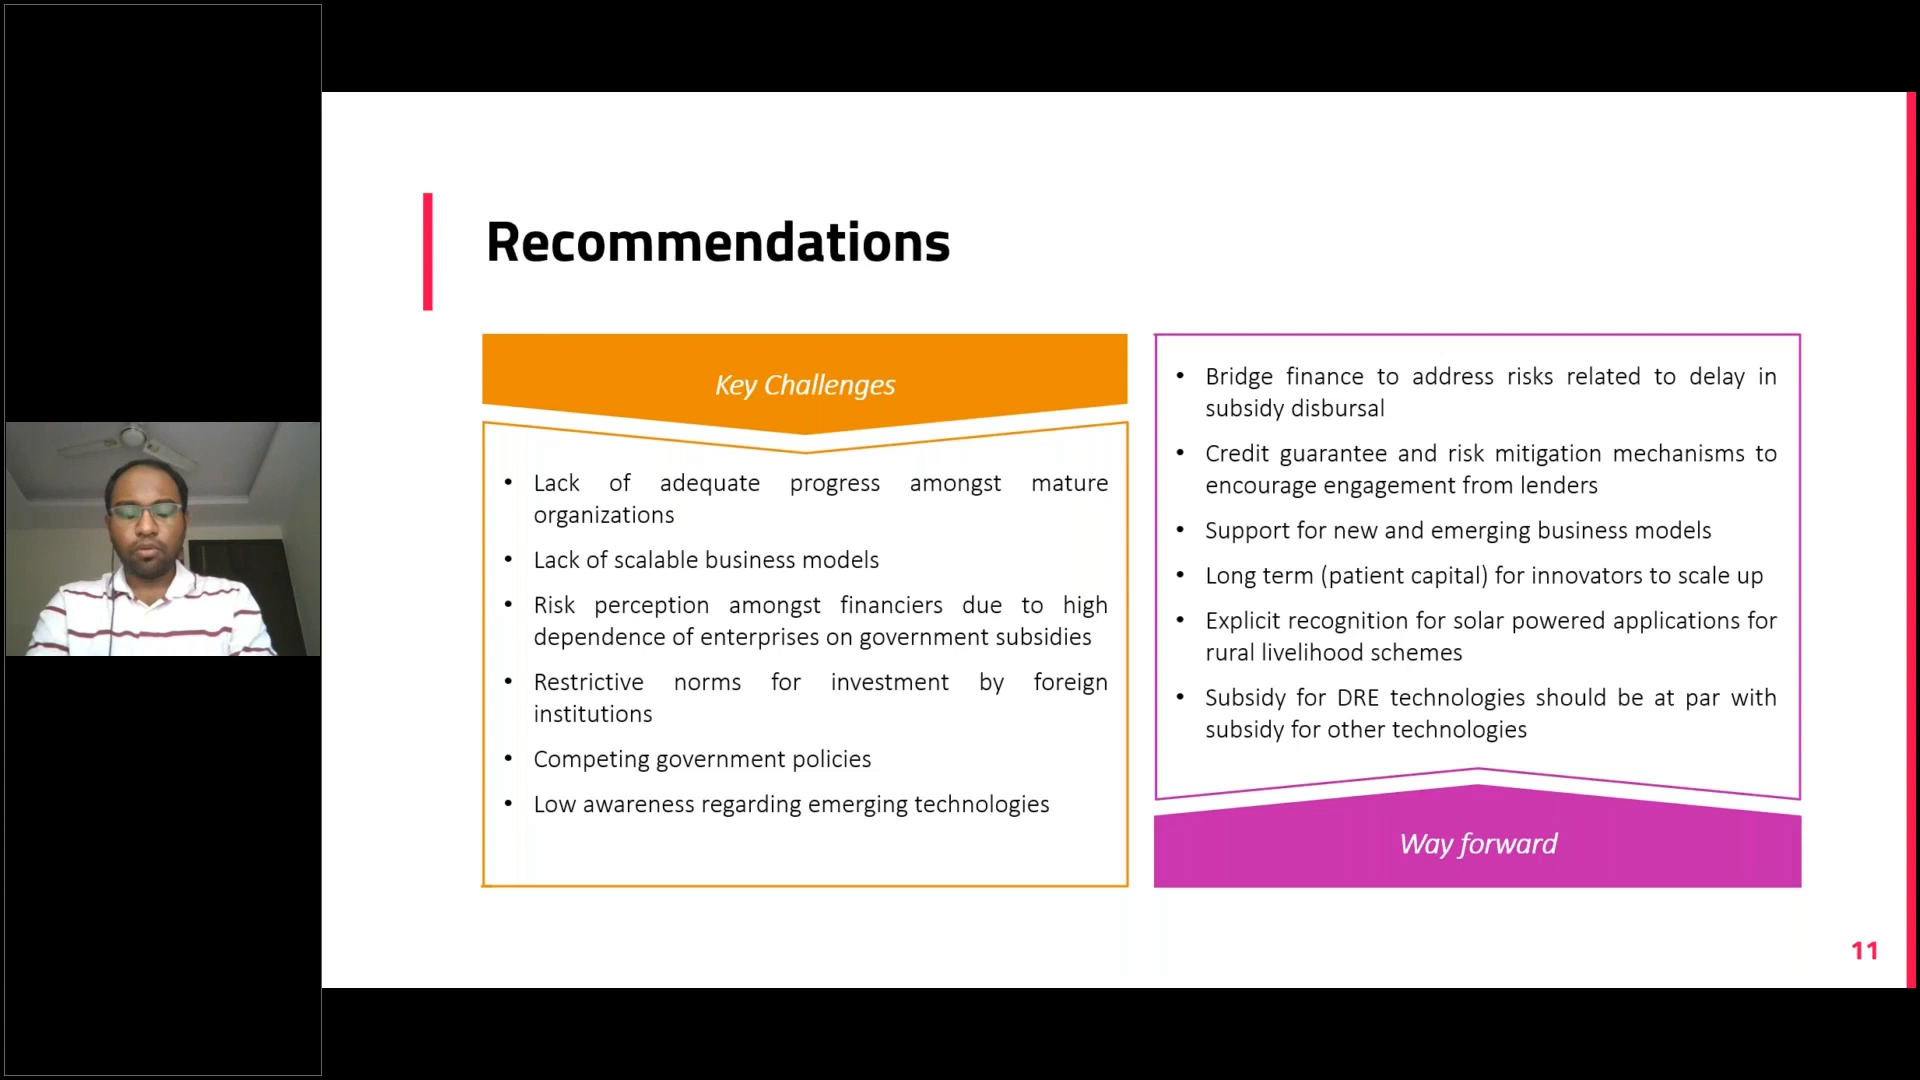 Recommendations
Key Challenges
• Lack of adequate progress amongst mature
organizations
• Lack of scalable business models
• Risk perception amongst financiers due to high
dependence of enterprises on government subsidies
• Restrictive norms for investment by foreign
institutions
• Competing government policies
• Low awareness regarding emerging technologies
• Bridge finance to address risks related to delay in
subsidy disbursal
• Credit guarantee and risk mitigation mechanisms to
encourage engagement from lenders
• Support for new and emerging business models
• Long term (patient capital) for innovators to scale up
• Explicit recognition for solar powered applications for
rural livelihood schemes
• Subsidy for DRE technologies should be at par with
subsidy for other technologies
Way forward
11